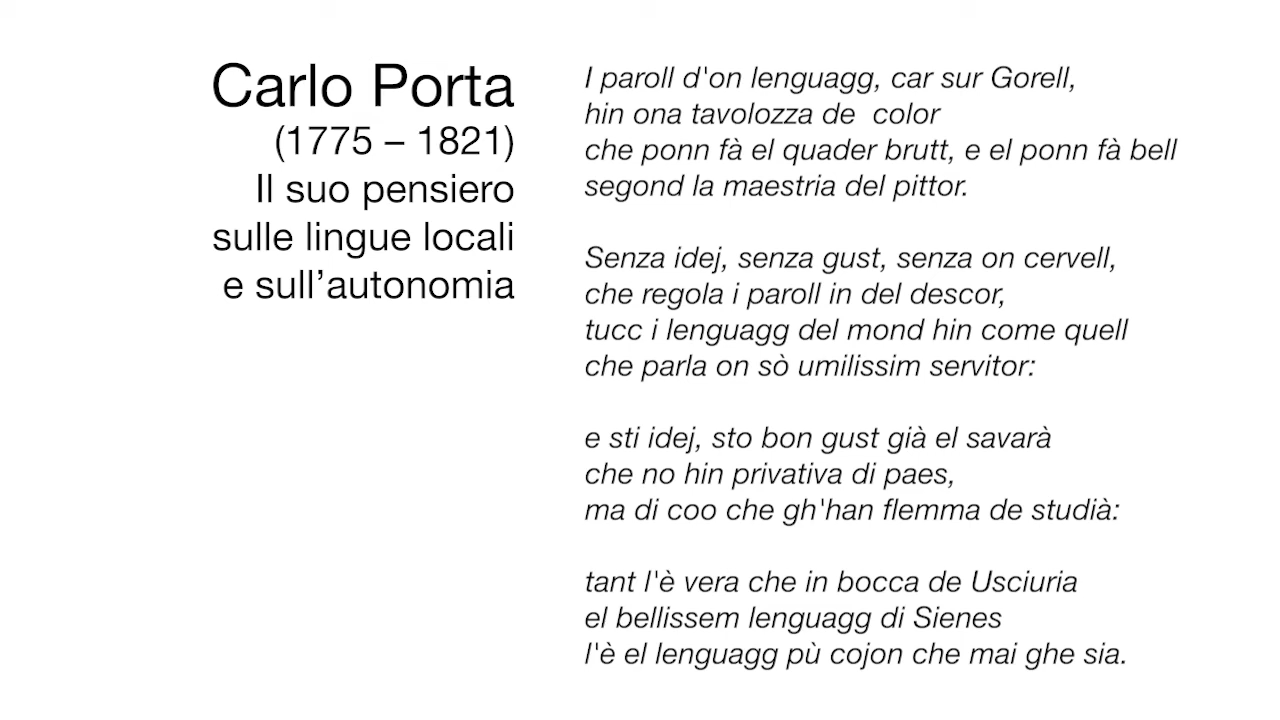 Carlo Porta
(1775 – 1821)
Il suo pensiero
sulle lingue locali
e sull’autonomia
I paroll d'on lenguagg, car sur Gorell,
hin ona tavolozza de  color
che ponn fà el quader brutt, e el ponn fà bell
segond la maestria del pittor.
Senza idej, senza gust, senza on cervell,
che regola i paroll in del descor,
tucc i lenguagg del mond hin come quell
che parla on sò umilissim servitor:
e sti idej, sto bon gust già el savarà
che no hin privativa di paes,
ma di coo che gh'han flemma de studià:
tant l'è vera che in bocca de Usciuria
el bellissem lenguagg di Sienes
l'è el lenguagg pù cojon che mai ghe sia.